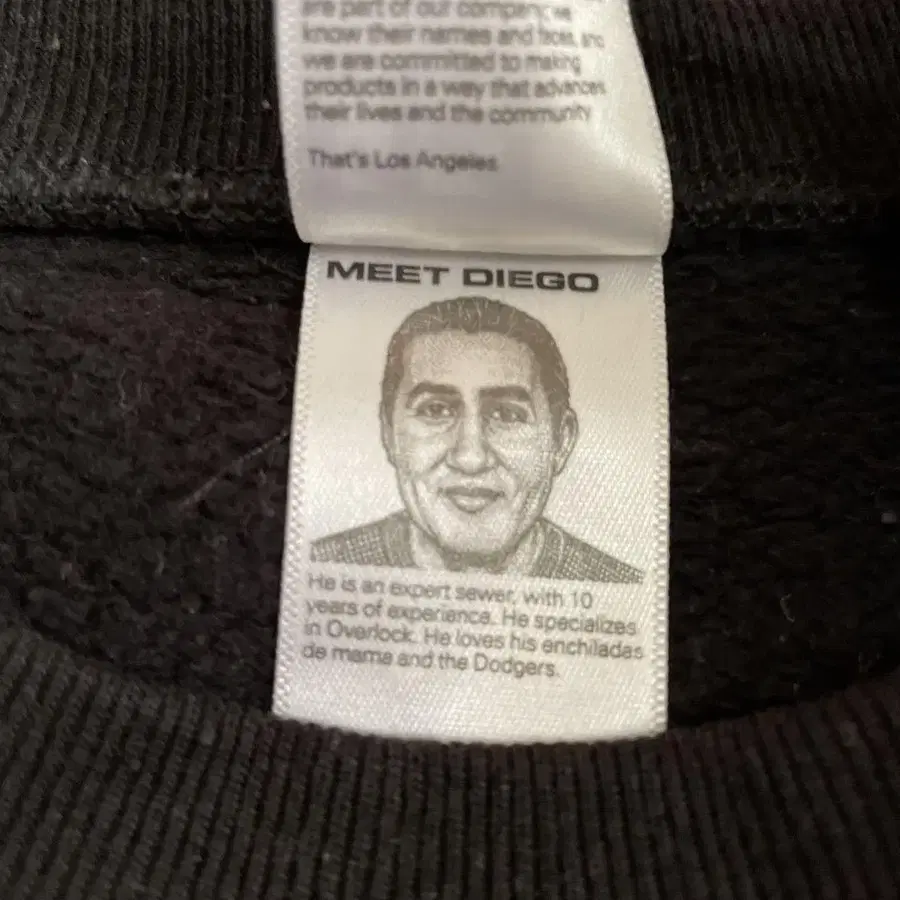 are part of our company; we
know their names and faces, and
we are committed to making
products in a way that advances
their lives and the community
That's Los Angeles
MEET DIEGO
He is an expert sewer, with 10
years of experience. He specializes
in Overlock. He loves his enchiladas
de mama and the Dodgers.